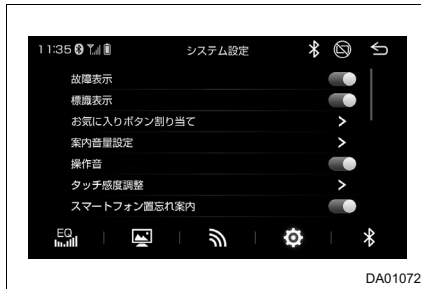 11:35 システム設定
故障表示
標識表示
お気に入りボタン割り当て
案内音量設定
操作音
タッチ感度調整
スマートフォン置忘れ案内
EQ
DA01072